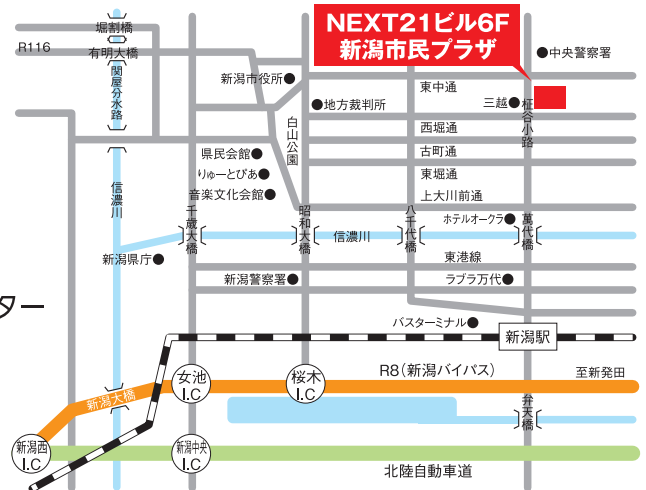 NEXT21ビル6F
新潟市民プラザ
堀割橋
R116
有明大橋
関屋分水路
新潟市役所●
●中央警察署
東中通
●地方裁判所
三越●
柾谷小路
西堀通
白山公園
県民会館●
古町通
りゅーとぴあ●
東堀通
音楽文化会館●
上大川前通
信濃川
千歳大橋
昭和大橋
信濃川
八千代橋
ホテルオークラ●
萬代橋
新潟県庁●
東港線
新潟警察署●
ラブラ万代●
ター
バスターミナル●
新潟駅
女池
I.C
桜木
I.C
R8(新潟バイパス)
至新発田
新潟大橋
弁天橋
新潟西
I.C
新潟中央
I.C
北陸自動車道